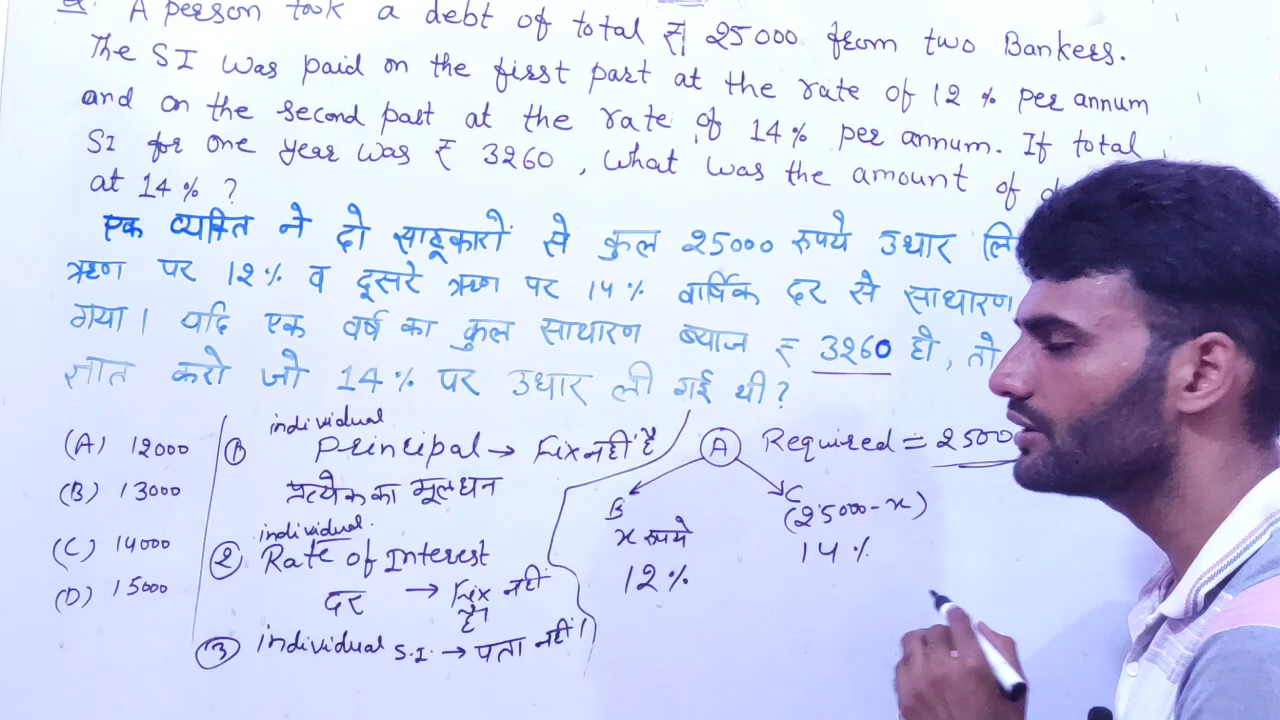 Q. A person took a debt of total ₹ 25000 from two Bankers.
The SI was paid on the first part at the rate of 12 % per annum
and on the second part at the rate of 14% per annum. If total
SI for one year was ₹ 3260, What was the amount of
at 14 % ?
एक व्यक्ति ने दो साहूकारों से कुल 25000 रुपये उधार लि
ऋण पर 12% व दूसरे ऋण पर 14% वार्षिक दर से साधारण
गया। यदि एक वर्ष का कुल साधारण ब्याज ₹ 3260 हो, तो
ज्ञात करो जो 14% पर उधार ली गई थी?
(A) 12000
(B) 13000
(C) 14000
(D) 15000
① individual
Principal → Fix नहीं है
प्रत्येक का मूलधन
individual
② Rate of Interest
दर → Fix नहीं
है।
③ individual S.I. → पता नहीं।
A Required = 2500
B
x रुपये
12%
C
(25000-x)
14%